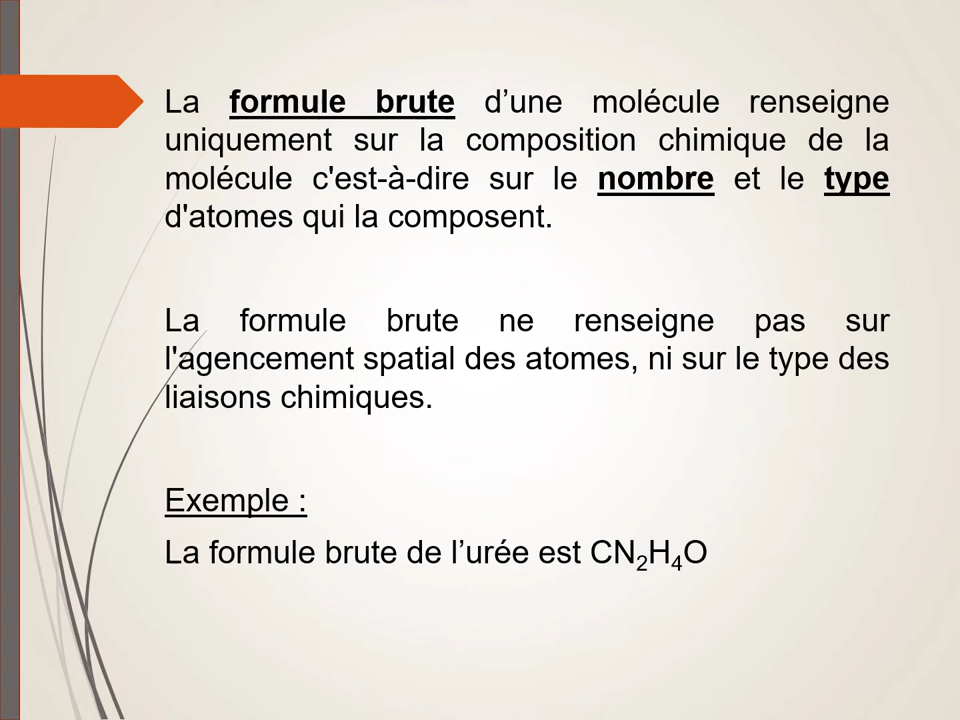 La formule brute d’une molécule renseigne
uniquement sur la composition chimique de la
molécule c'est-à-dire sur le nombre et le type
d'atomes qui la composent.
La formule brute ne renseigne pas sur
l'agencement spatial des atomes, ni sur le type des
liaisons chimiques.
Exemple :
La formule brute de l’urée est CN₂H₄O